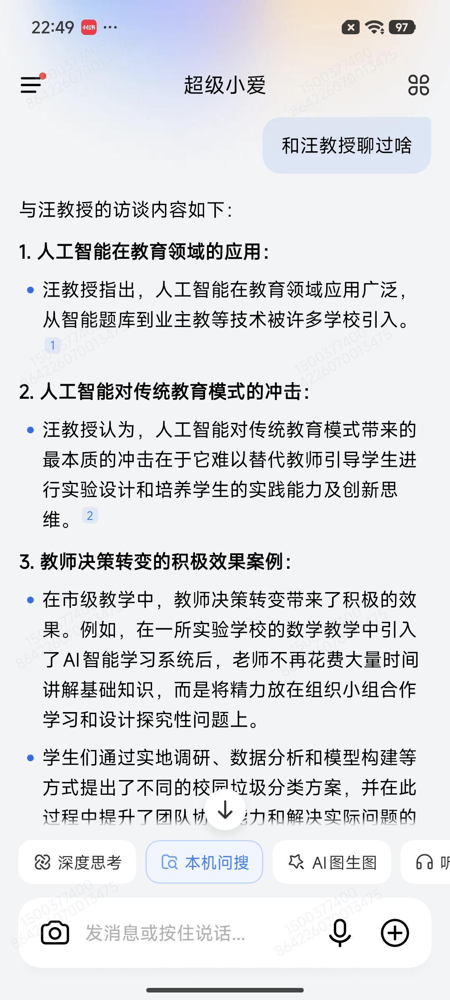 22:49 小红书 ...
97
超级小爱
和汪教授聊过啥
与汪教授的访谈内容如下：
1. 人工智能在教育领域的应用：
汪教授指出，人工智能在教育领域应用广泛，
从智能题库到业主教等技术被许多学校引入。
1
2. 人工智能对传统教育模式的冲击：
汪教授认为，人工智能对传统教育模式带来的
最本质的冲击在于它难以替代教师引导学生进
行实验设计和培养学生的实践能力及创新思
维。 2
3. 教师决策转变的积极效果案例：
在市级教学中，教师决策转变带来了积极的效
果。例如，在一所实验学校的数学教学中引入
了AI智能学习系统后，老师不再花费大量时间
讲解基础知识，而是将精力放在组织小组合作
学习和设计探究性问题上。
学生们通过实地调研、数据分析和模型构建等
方式提出了不同的校园垃圾分类方案，并在此
过程中提升了团队协 力和解决实际问题的
深度思考 本机问搜 AI图生图 听
发消息或按住说话...
1500377400
864226070013475